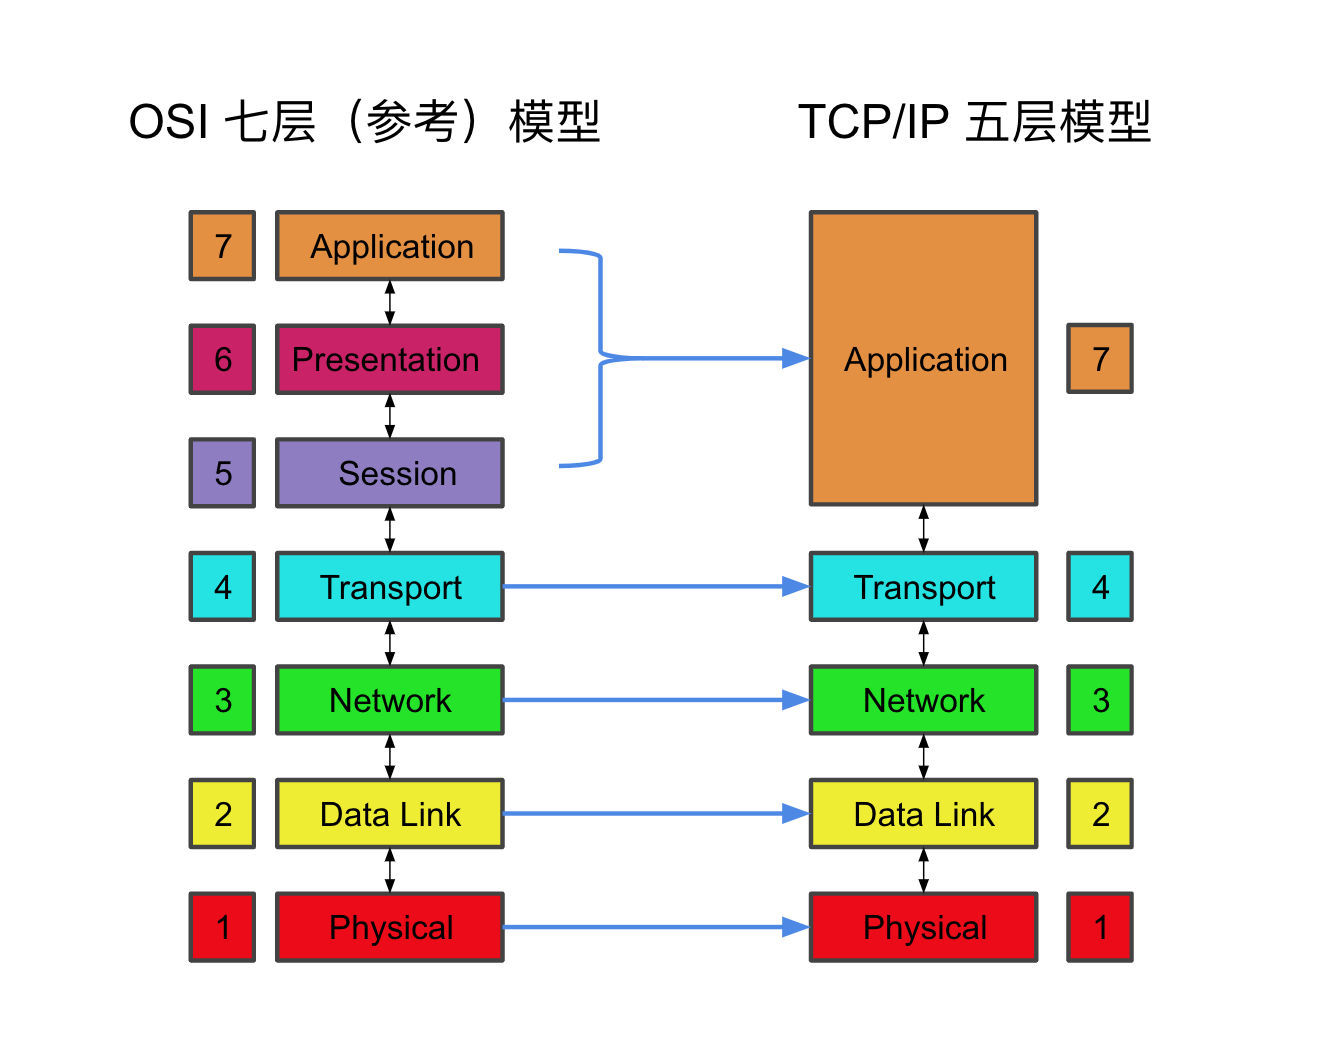 OSI 七层（参考）模型
TCP/IP 五层模型
7 Application
6 Presentation
5 Session
Application 7
4 Transport
Transport 4
3 Network
Network 3
2 Data Link
Data Link 2
1 Physical
Physical 1